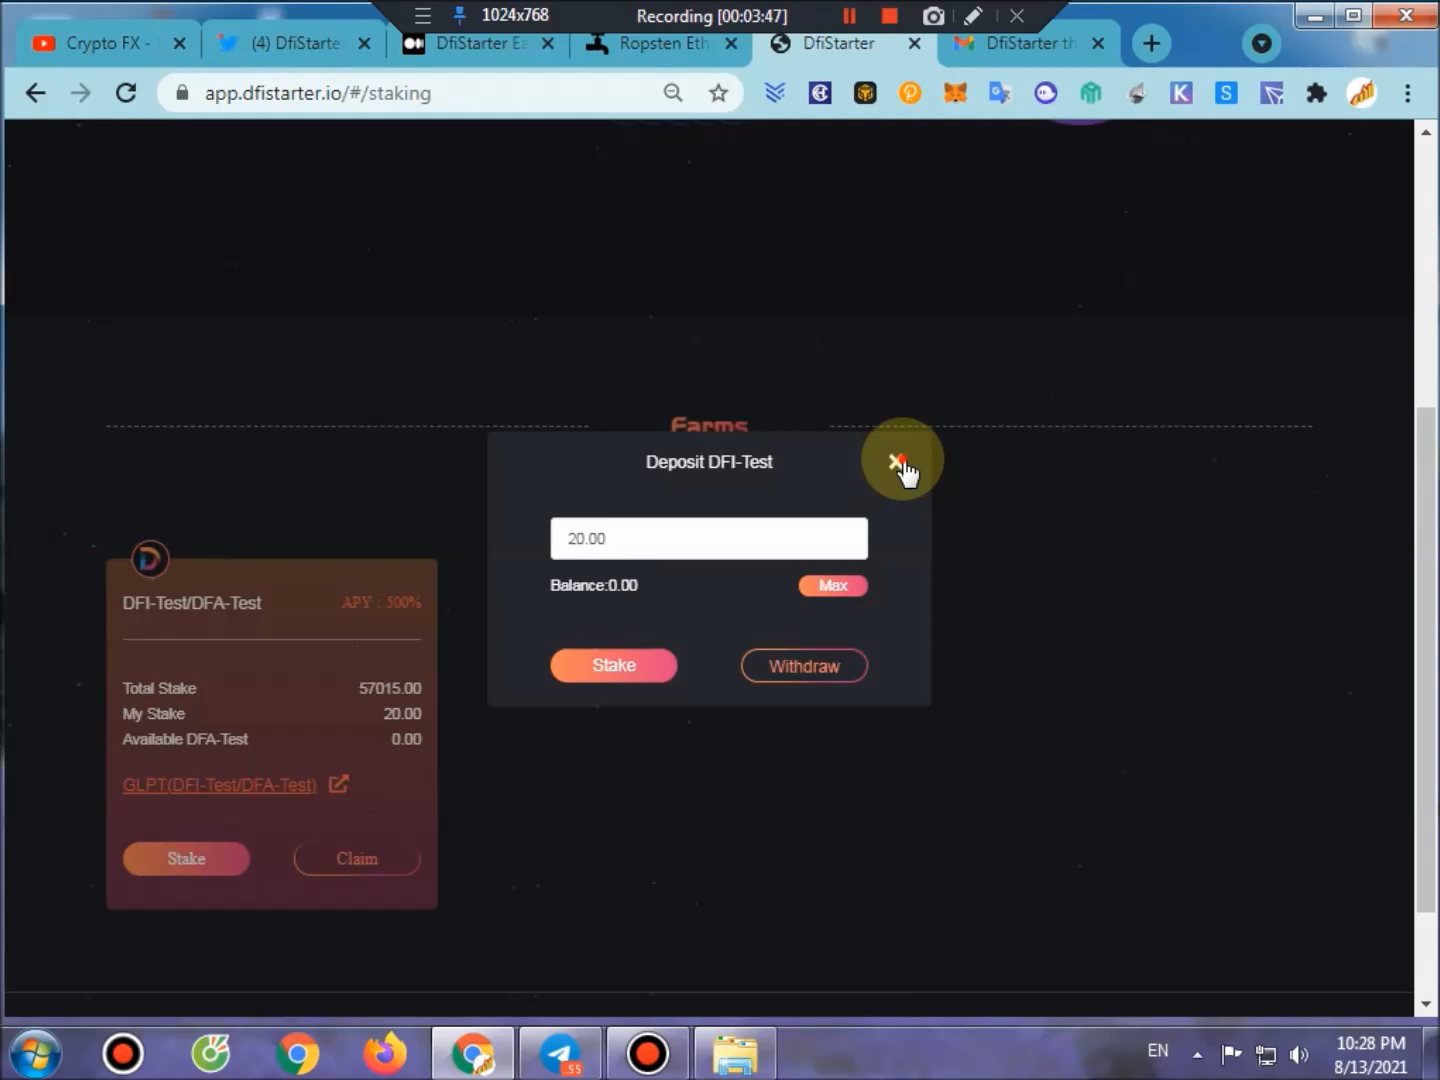 1024x768
Recording [00:03:47]
Crypto FX -
(4) DfiStarte
DfiStarter Ea
Ropsten Eth
DfiStarter
DfiStarter th
app.dfistarter.io/#/staking
Farms
Deposit DFI-Test
20.00
Balance:0.00
Max
Stake
Withdraw
DFI-Test/DFA-Test
APY : 500%
Total Stake
57015.00
My Stake
20.00
Available DFA-Test
0.00
GLPT(DFI-Test/DFA-Test)
Stake
Claim
55
EN
10:28 PM
8/13/2021